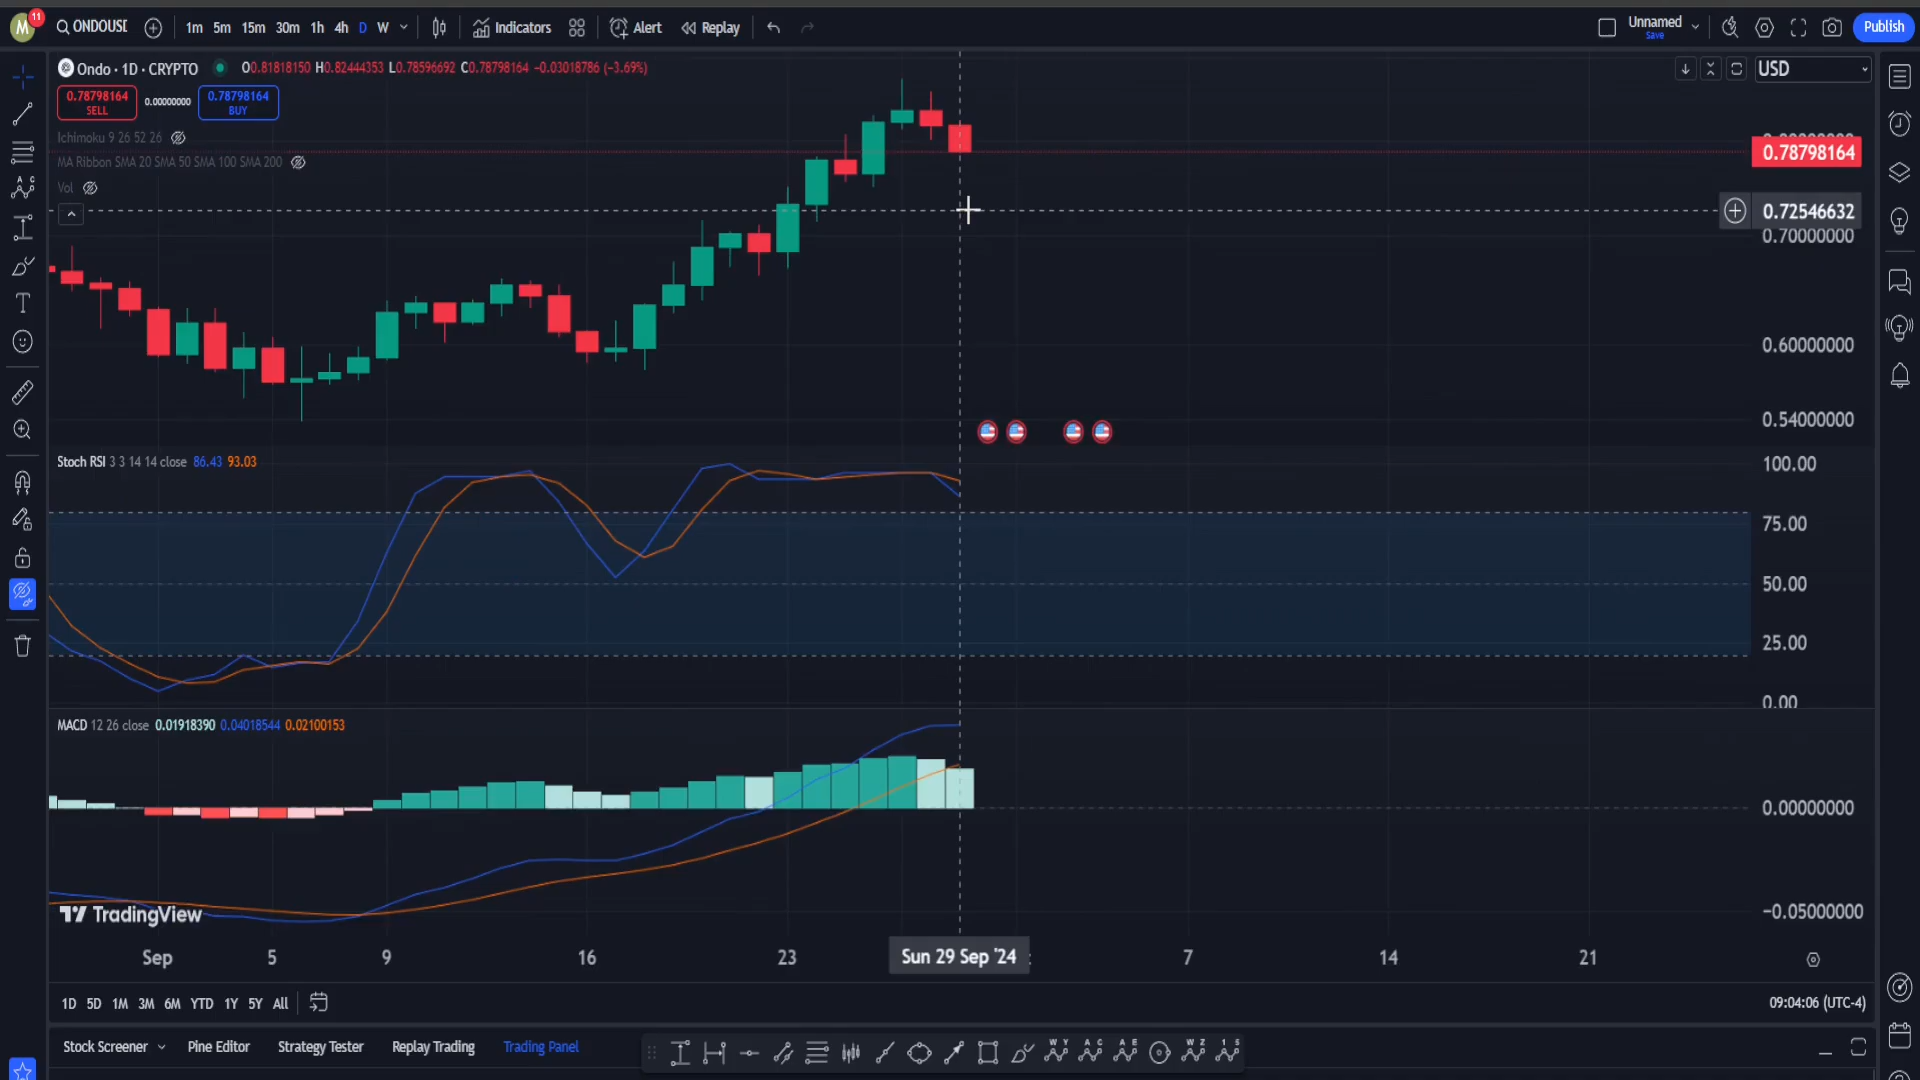 M 11 ONDOUSD 1m 5m 15m 30m 1h 4h D W Indicators Alert Replay Unnamed Save Publish
Ondo · 1D · CRYPTO O0.81818150 H0.82444353 L0.78596692 C0.78798164 −0.03018786 (−3.69%) USD
0.78798164 SELL 0.00000000 0.78798164 BUY
Ichimoku 9 26 52 26
MA Ribbon SMA 20 SMA 50 SMA 100 SMA 200
Vol
0.78798164
0.72546632
0.70000000
0.60000000
0.54000000
Stoch RSI 3 3 14 14 close 86.43 93.03
100.00
75.00
50.00
25.00
0.00
MACD 12 26 close 0.01918390 0.04018544 0.02100153
0.00000000
−0.05000000
TradingView
Sep 5 9 16 23 Sun 29 Sep '24 7 14 21
1D 5D 1M 3M 6M YTD 1Y 5Y All 09:04:06 (UTC-4)
Stock Screener Pine Editor Strategy Tester Replay Trading Trading Panel